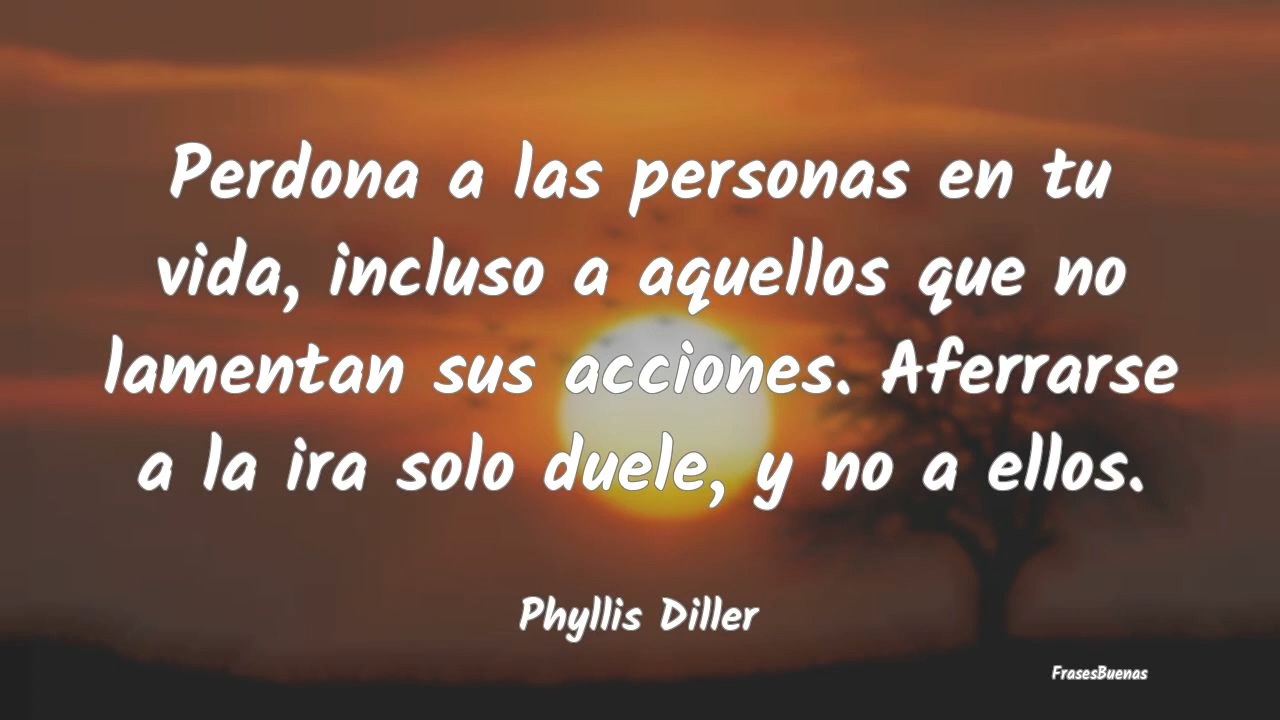 Perdona a las personas en tu
vida, incluso a aquellos que no
lamentan sus acciones. Aferrarse
a la ira solo duele, y no a ellos.
Phyllis Diller
FrasesBuenas